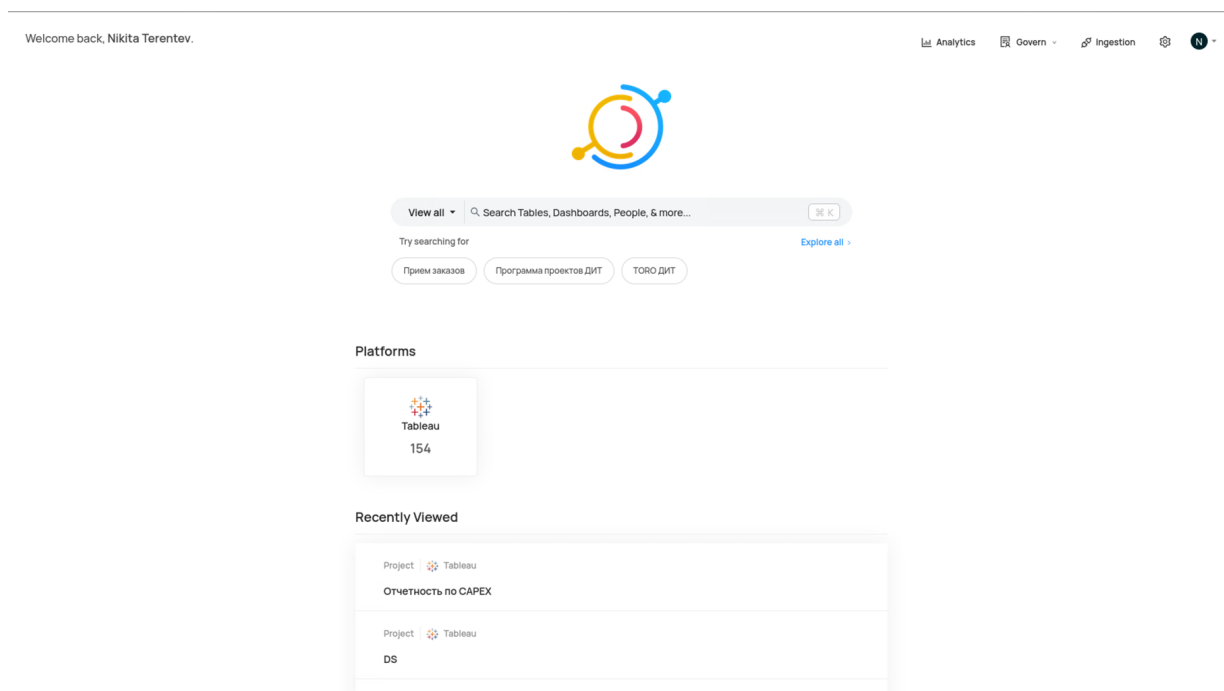 Welcome back, Nikita Terentev.
Analytics
Govern
Ingestion
N
View all
Search Tables, Dashboards, People, & more...
⌘ K
Try searching for
Explore all
Прием заказов
Программа проектов ДИТ
ТОRО ДИТ
Platforms
Tableau
154
Recently Viewed
Project
Tableau
Отчетность по CAPEX
Project
Tableau
DS